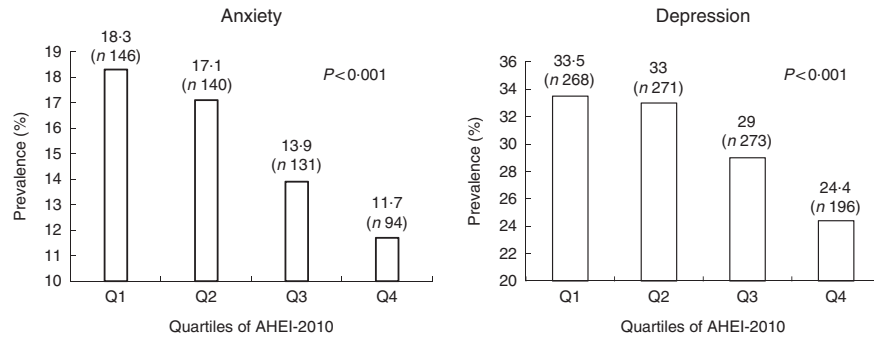 Anxiety
Prevalence (%)
19
18
17
16
15
14
13
12
11
10
18·3
(n 146)
17·1
(n 140)
13·9
(n 131)
11·7
(n 94)
P<0·001
Q1
Q2
Q3
Q4
Quartiles of AHEI-2010
Depression
Prevalence (%)
36
34
32
30
28
26
24
22
20
33·5
(n 268)
33
(n 271)
29
(n 273)
24·4
(n 196)
P<0·001
Q1
Q2
Q3
Q4
Quartiles of AHEI-2010